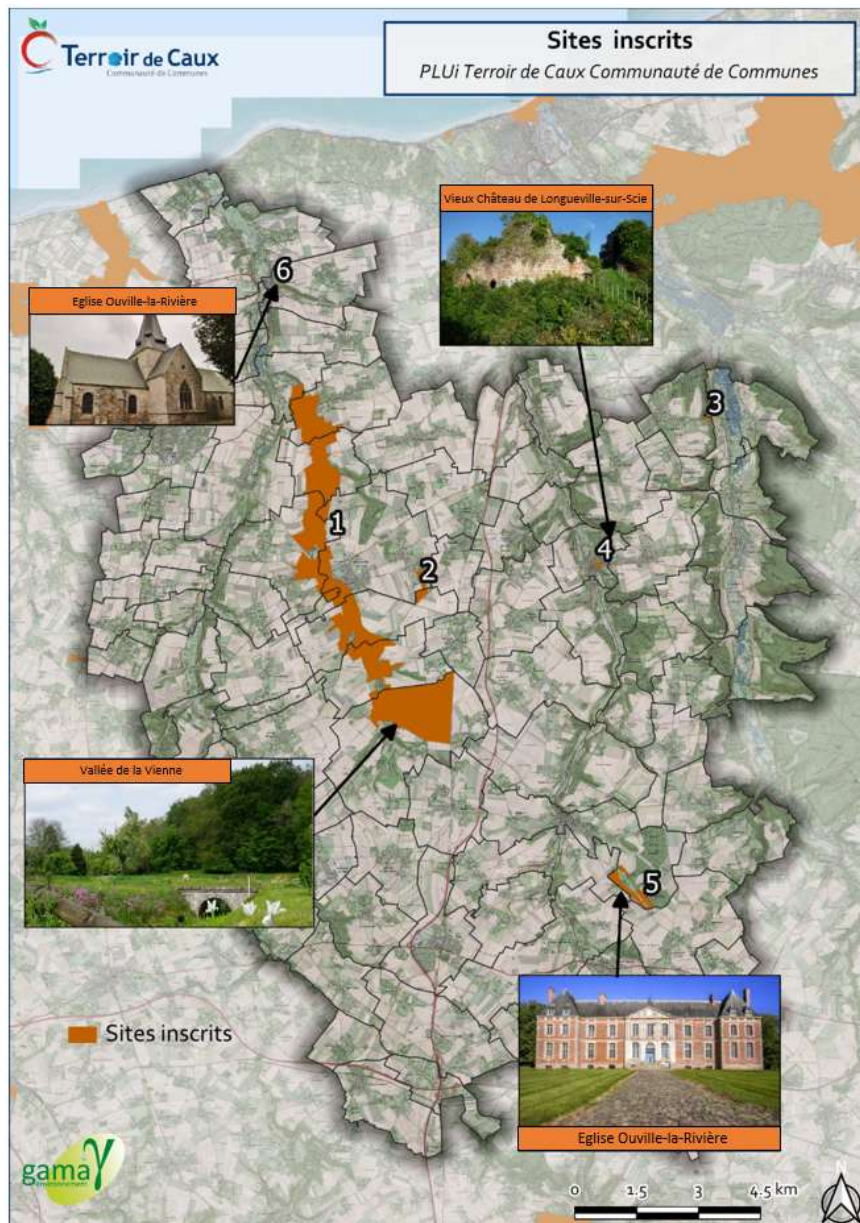 Terroir de Caux
Communauté de Communes
Sites inscrits
PLUi Terroir de Caux Communauté de Communes
Vieux Château de Longueville-sur-Scie
6
Eglise Ouville-la-Rivière
3
1
4
2
Vallée de la Vienne
5
Sites inscrits
Eglise Ouville-la-Rivière
gama
environnement
N
0 1.5 3 4.5 km